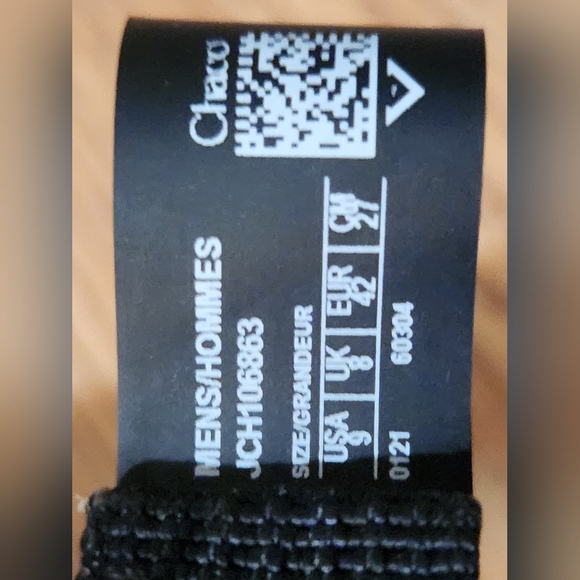 Chaco
MENS/HOMMES
JCH106863
SIZE/GRANDEUR
USA UK EUR CM
9 8 42 27
0121 60304